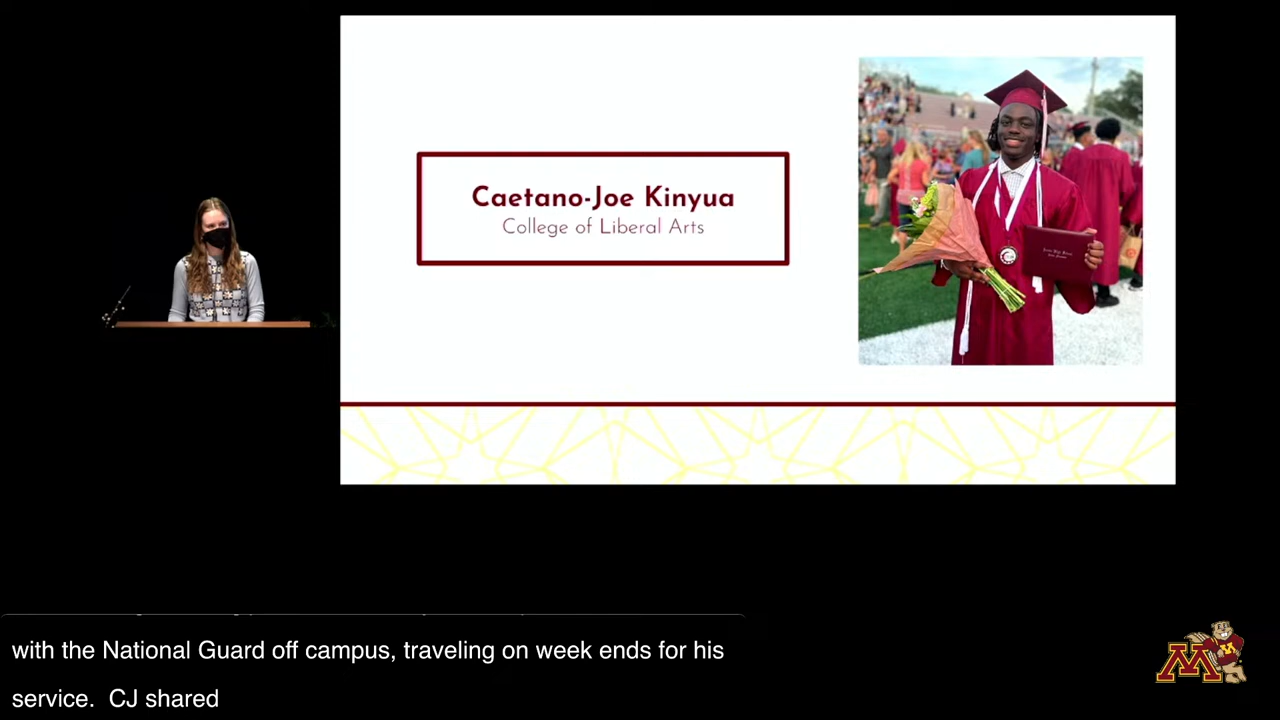 Caetano-Joe Kinyua
College of Liberal Arts
with the National Guard off campus, traveling on week ends for his
service.  CJ shared
M